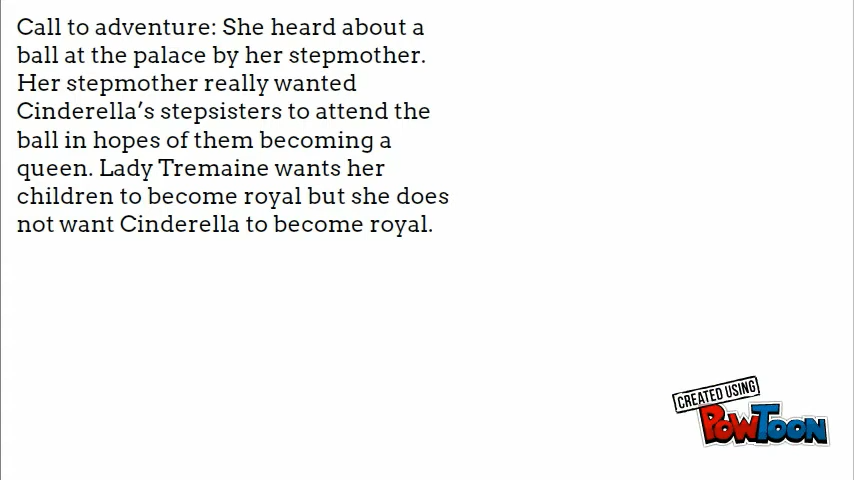 Call to adventure: She heard about a
ball at the palace by her stepmother.
Her stepmother really wanted
Cinderella’s stepsisters to attend the
ball in hopes of them becoming a
queen. Lady Tremaine wants her
children to become royal but she does
not want Cinderella to become royal.
CREATED USING
POWTOON